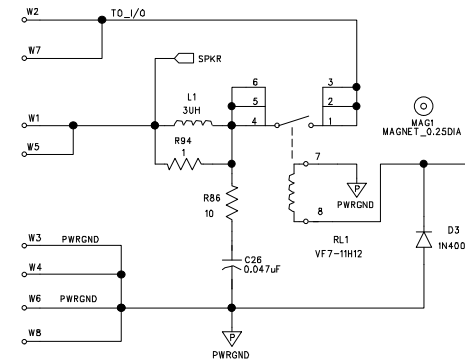 W2 TO_I/O
W7
SPKR
6
3
L1
3UH
5
2
W1
4
1
MAG1
MAGNET_0.25DIA
W5
R94
1
7
P
PWRGND
R86
10
8
RL1
VF7-11H12
D3
1N400
W3 PWRGND
W4
C26
0.047uF
W6 PWRGND
W8
P
PWRGND